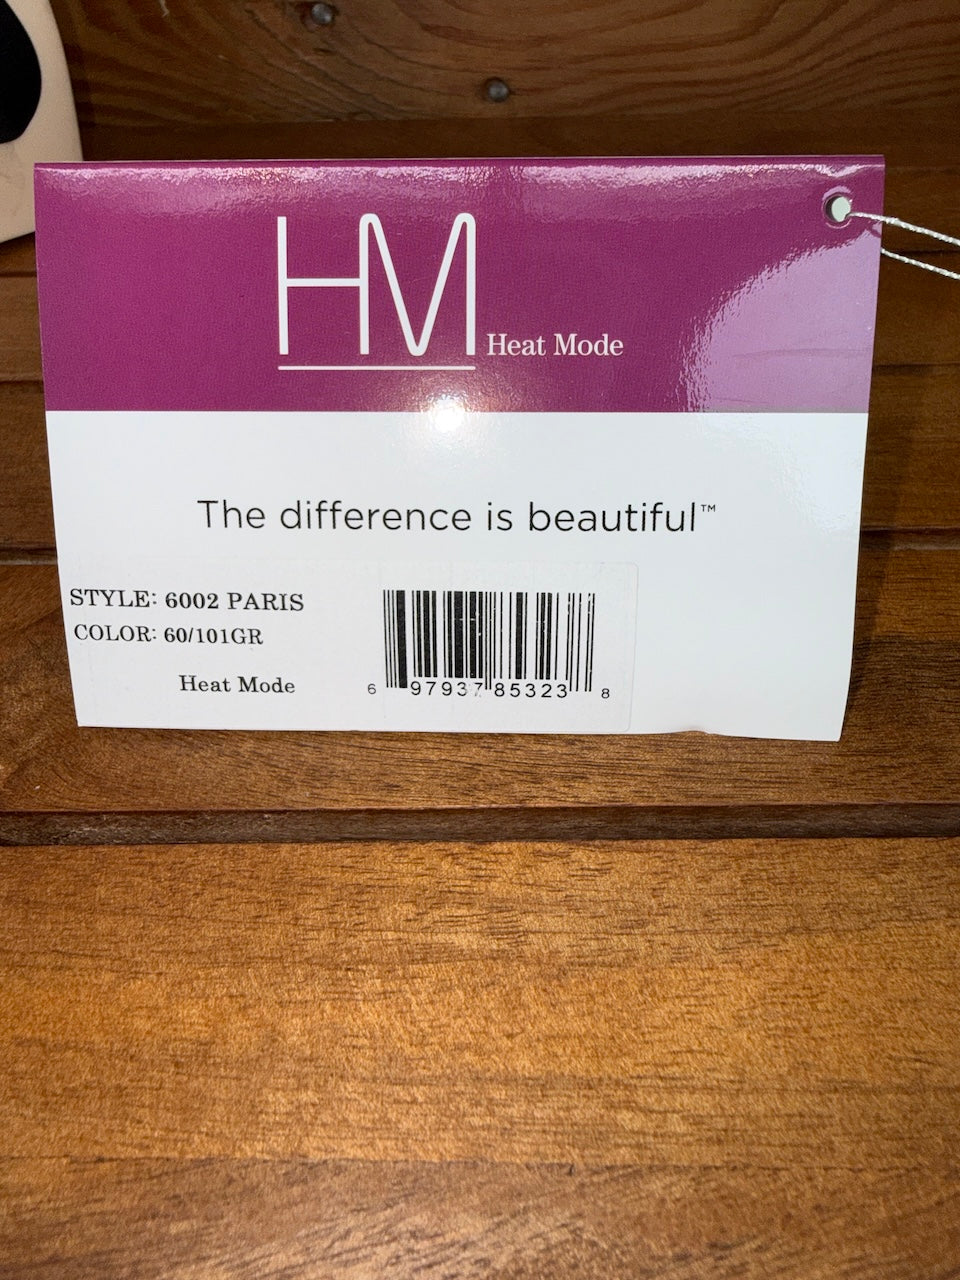 HM Heat Mode
The difference is beautiful™
STYLE: 6002 PARIS
COLOR: 60/101GR
Heat Mode
6 97937 85323 8